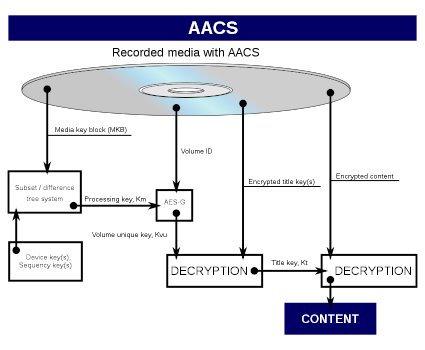 AACS
Recorded media with AACS
Media key block (MKB)
Volume ID
Encrypted title key(s)
Encrypted content
Subset / difference
tree system
Processing key, Km
AES-G
Volume unique key, Kvu
Device key(s),
Sequency key(s)
DECRYPTION
Title key, Kt
DECRYPTION
CONTENT